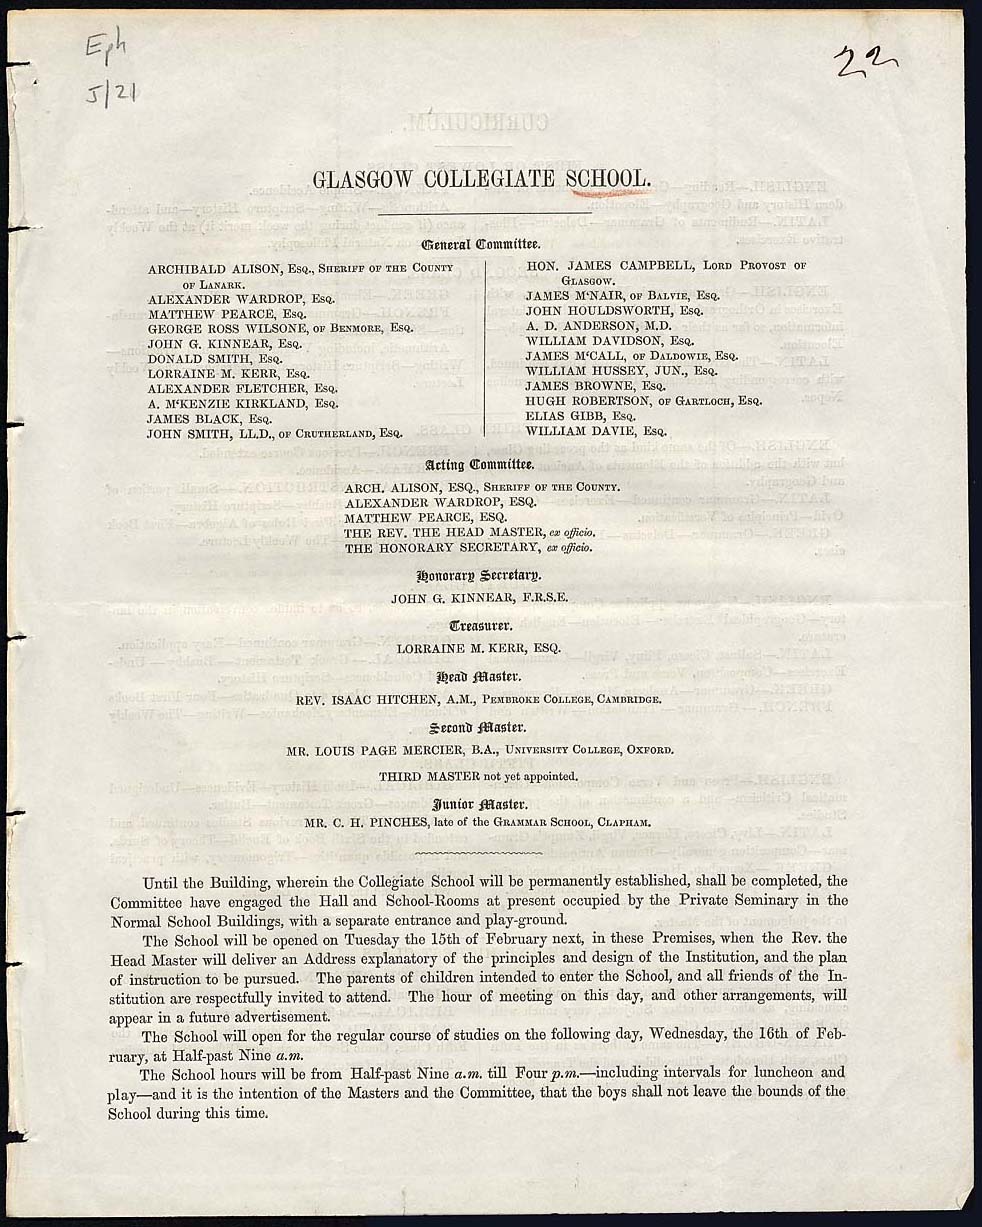 Eph
J/21
22
GLASGOW COLLEGIATE SCHOOL.
General Committee.
ARCHIBALD ALISON, Esq., Sheriff of the County
of Lanark.
ALEXANDER WARDROP, Esq.
MATTHEW PEARCE, Esq.
GEORGE ROSS WILSONE, of Benmore, Esq.
JOHN G. KINNEAR, Esq.
DONALD SMITH, Esq.
LORRAINE M. KERR, Esq.
ALEXANDER FLETCHER, Esq.
A. M‘KENZIE KIRKLAND, Esq.
JAMES BLACK, Esq.
JOHN SMITH, LL.D., of Crutherland, Esq.
HON. JAMES CAMPBELL, Lord Provost of
Glasgow.
JAMES M‘NAIR, of Balvie, Esq.
JOHN HOULDSWORTH, Esq.
A. D. ANDERSON, M.D.
WILLIAM DAVIDSON, Esq.
JAMES M‘CALL, of Daldowie, Esq.
WILLIAM HUSSEY, JUN., Esq.
JAMES BROWNE, Esq.
HUGH ROBERTSON, of Gartloch, Esq.
ELIAS GIBB, Esq.
WILLIAM DAVIE, Esq.
Acting Committee.
ARCH. ALISON, ESQ., Sheriff of the County.
ALEXANDER WARDROP, ESQ.
MATTHEW PEARCE, ESQ.
THE REV. THE HEAD MASTER, ex officio.
THE HONORARY SECRETARY, ex officio.
Honorary Secretary.
JOHN G. KINNEAR, F.R.S.E.
Treasurer.
LORRAINE M. KERR, ESQ.
Head Master.
REV. ISAAC HITCHEN, A.M., Pembroke College, Cambridge.
Second Master.
MR. LOUIS PAGE MERCIER, B.A., University College, Oxford.
THIRD MASTER not yet appointed.
Junior Master.
MR. C. H. PINCHES, late of the Grammar School, Clapham.
Until the Building, wherein the Collegiate School will be permanently established, shall be completed, the
Committee have engaged the Hall and School-Rooms at present occupied by the Private Seminary in the
Normal School Buildings, with a separate entrance and play-ground.
The School will be opened on Tuesday the 15th of February next, in these Premises, when the Rev. the
Head Master will deliver an Address explanatory of the principles and design of the Institution, and the plan
of instruction to be pursued. The parents of children intended to enter the School, and all friends of the In-
stitution are respectfully invited to attend. The hour of meeting on this day, and other arrangements, will
appear in a future advertisement.
The School will open for the regular course of studies on the following day, Wednesday, the 16th of Feb-
ruary, at Half-past Nine a.m.
The School hours will be from Half-past Nine a.m. till Four p.m.—including intervals for luncheon and
play—and it is the intention of the Masters and the Committee, that the boys shall not leave the bounds of the
School during this time.